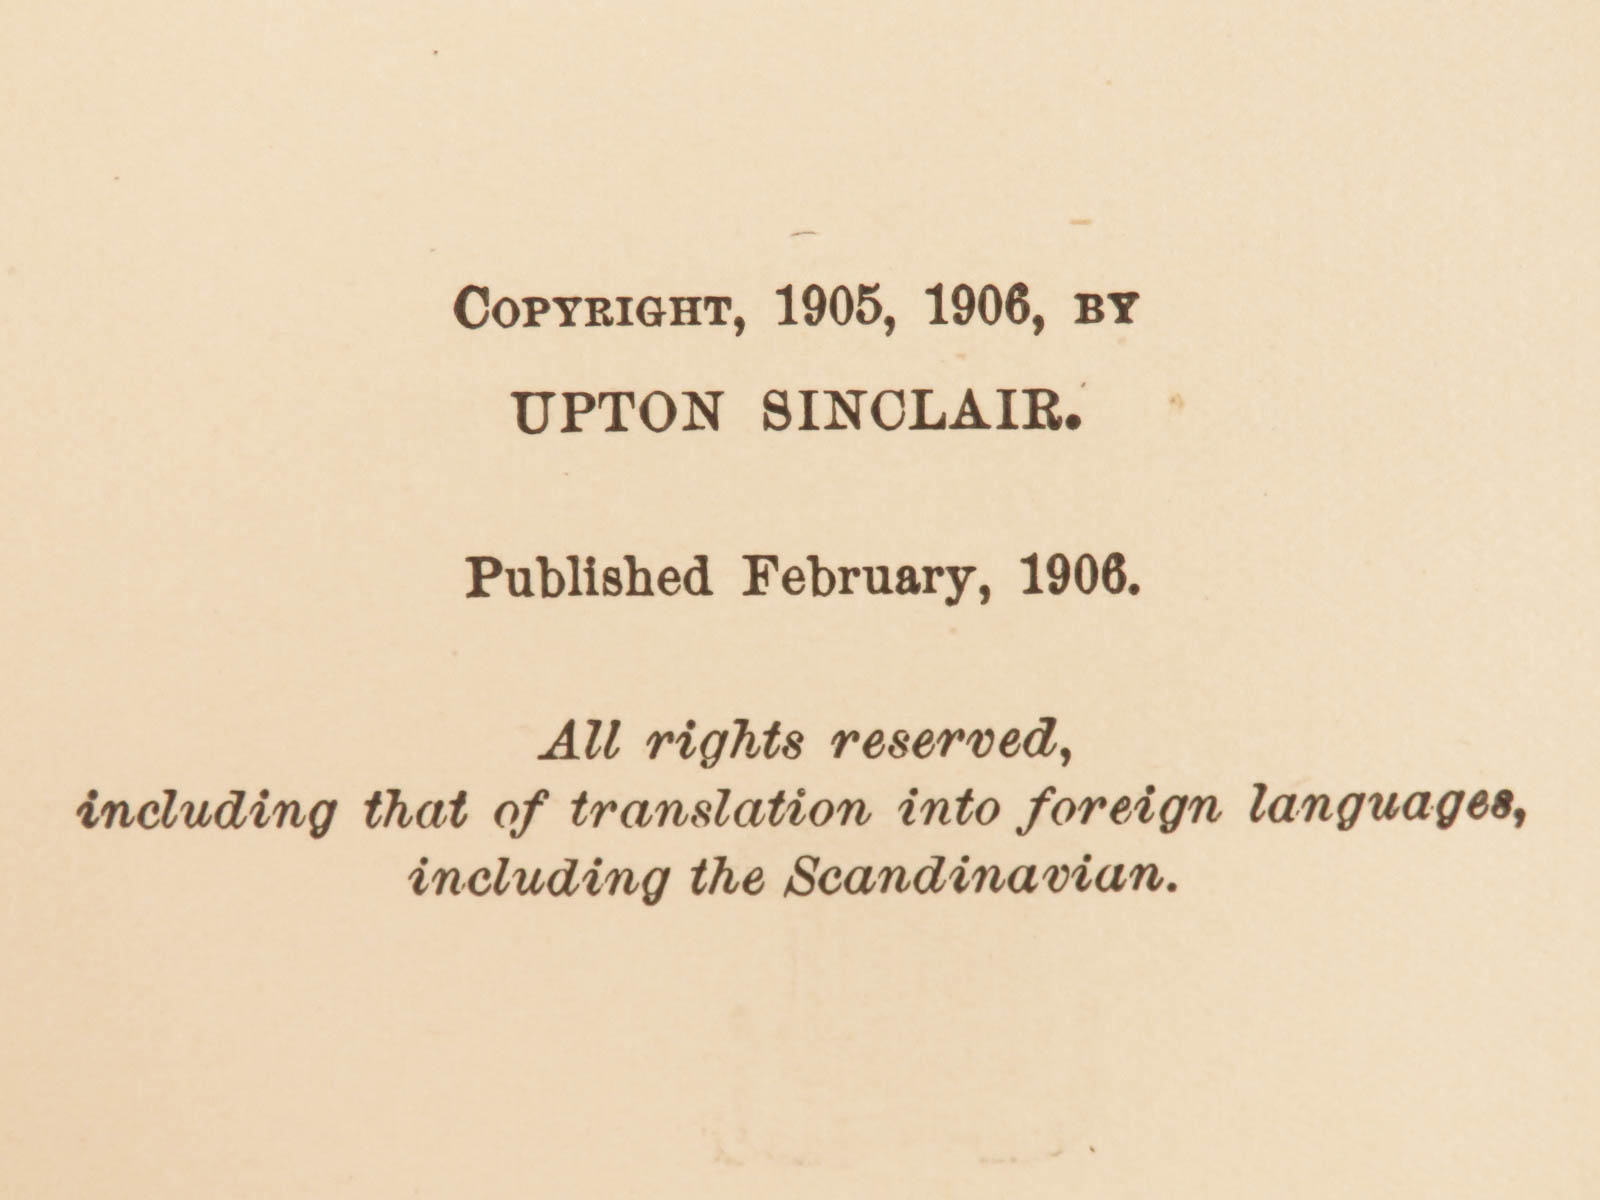 COPYRIGHT, 1905, 1906, BY
UPTON SINCLAIR.
Published February, 1906.
All rights reserved,
including that of translation into foreign languages,
including the Scandinavian.